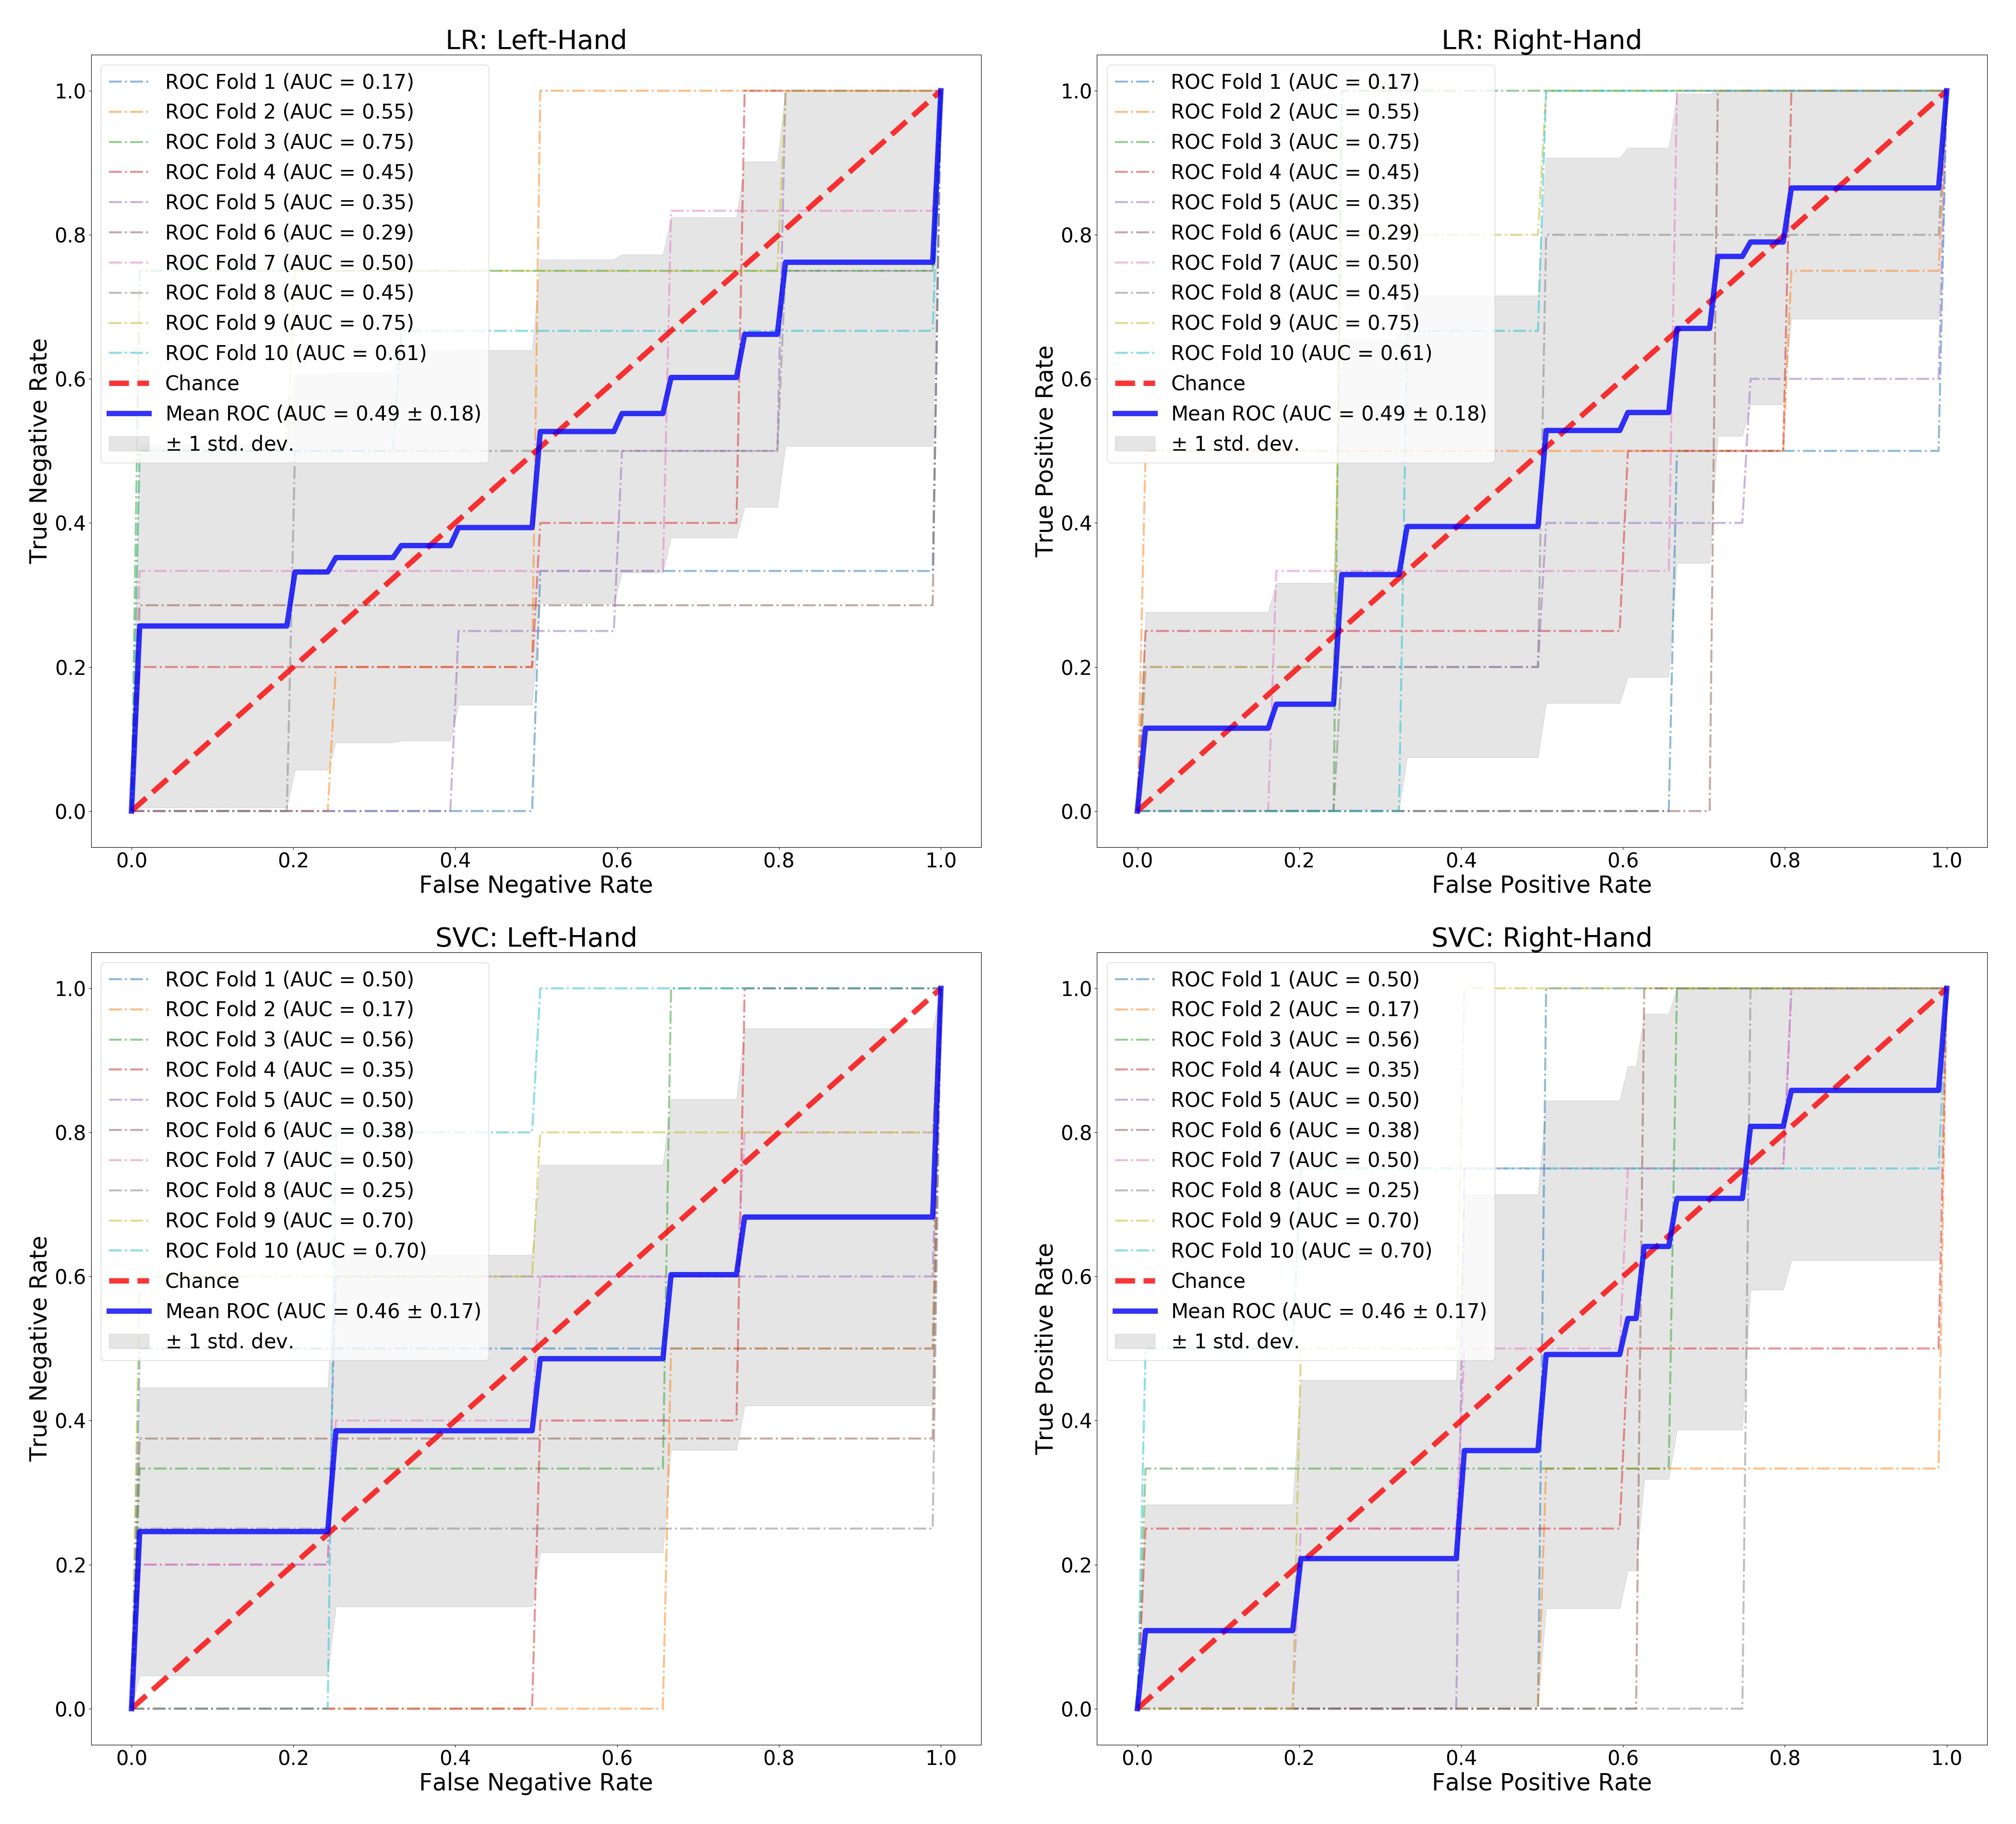 LR: Left-Hand
True Negative Rate
1.0
0.8
0.6
0.4
0.2
0.0
ROC Fold 1 (AUC = 0.17)
ROC Fold 2 (AUC = 0.55)
ROC Fold 3 (AUC = 0.75)
ROC Fold 4 (AUC = 0.45)
ROC Fold 5 (AUC = 0.35)
ROC Fold 6 (AUC = 0.29)
ROC Fold 7 (AUC = 0.50)
ROC Fold 8 (AUC = 0.45)
ROC Fold 9 (AUC = 0.75)
ROC Fold 10 (AUC = 0.61)
Chance
Mean ROC (AUC = 0.49 ± 0.18)
± 1 std. dev.
0.0 0.2 0.4 0.6 0.8 1.0
False Negative Rate
LR: Right-Hand
True Positive Rate
1.0
0.8
0.6
0.4
0.2
0.0
ROC Fold 1 (AUC = 0.17)
ROC Fold 2 (AUC = 0.55)
ROC Fold 3 (AUC = 0.75)
ROC Fold 4 (AUC = 0.45)
ROC Fold 5 (AUC = 0.35)
ROC Fold 6 (AUC = 0.29)
ROC Fold 7 (AUC = 0.50)
ROC Fold 8 (AUC = 0.45)
ROC Fold 9 (AUC = 0.75)
ROC Fold 10 (AUC = 0.61)
Chance
Mean ROC (AUC = 0.49 ± 0.18)
± 1 std. dev.
0.0 0.2 0.4 0.6 0.8 1.0
False Positive Rate
SVC: Left-Hand
True Negative Rate
1.0
0.8
0.6
0.4
0.2
0.0
ROC Fold 1 (AUC = 0.50)
ROC Fold 2 (AUC = 0.17)
ROC Fold 3 (AUC = 0.56)
ROC Fold 4 (AUC = 0.35)
ROC Fold 5 (AUC = 0.50)
ROC Fold 6 (AUC = 0.38)
ROC Fold 7 (AUC = 0.50)
ROC Fold 8 (AUC = 0.25)
ROC Fold 9 (AUC = 0.70)
ROC Fold 10 (AUC = 0.70)
Chance
Mean ROC (AUC = 0.46 ± 0.17)
± 1 std. dev.
0.0 0.2 0.4 0.6 0.8 1.0
False Negative Rate
SVC: Right-Hand
True Positive Rate
1.0
0.8
0.6
0.4
0.2
0.0
ROC Fold 1 (AUC = 0.50)
ROC Fold 2 (AUC = 0.17)
ROC Fold 3 (AUC = 0.56)
ROC Fold 4 (AUC = 0.35)
ROC Fold 5 (AUC = 0.50)
ROC Fold 6 (AUC = 0.38)
ROC Fold 7 (AUC = 0.50)
ROC Fold 8 (AUC = 0.25)
ROC Fold 9 (AUC = 0.70)
ROC Fold 10 (AUC = 0.70)
Chance
Mean ROC (AUC = 0.46 ± 0.17)
± 1 std. dev.
0.0 0.2 0.4 0.6 0.8 1.0
False Positive Rate